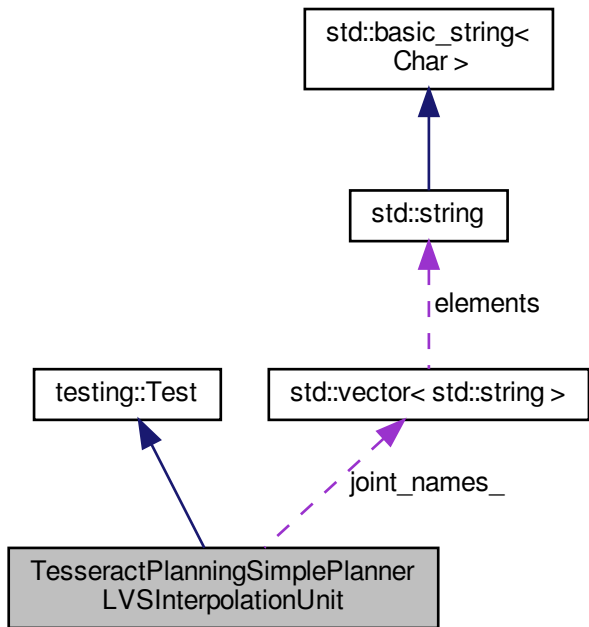 std::basic_string<
Char >
std::string
elements
testing::Test
std::vector< std::string >
joint_names_
TesseractPlanningSimplePlanner
LVSInterpolationUnit